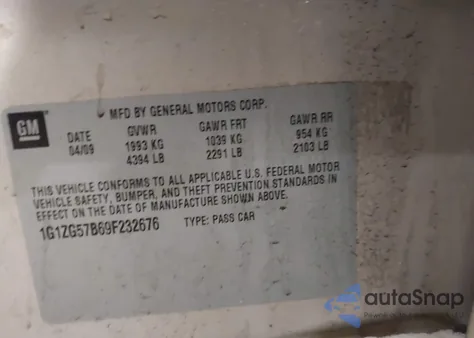 GM
MFD BY GENERAL MOTORS CORP.
DATE GVWR GAWR FRT GAWR RR
04/09 1993 KG 1039 KG 954 KG
4394 LB 2291 LB 2103 LB
THIS VEHICLE CONFORMS TO ALL APPLICABLE U.S. FEDERAL MOTOR
VEHICLE SAFETY, BUMPER, AND THEFT PREVENTION STANDARDS IN
EFFECT ON THE DATE OF MANUFACTURE SHOWN ABOVE.
1G1ZG57B69F232676 TYPE: PASS CAR
autaSnap